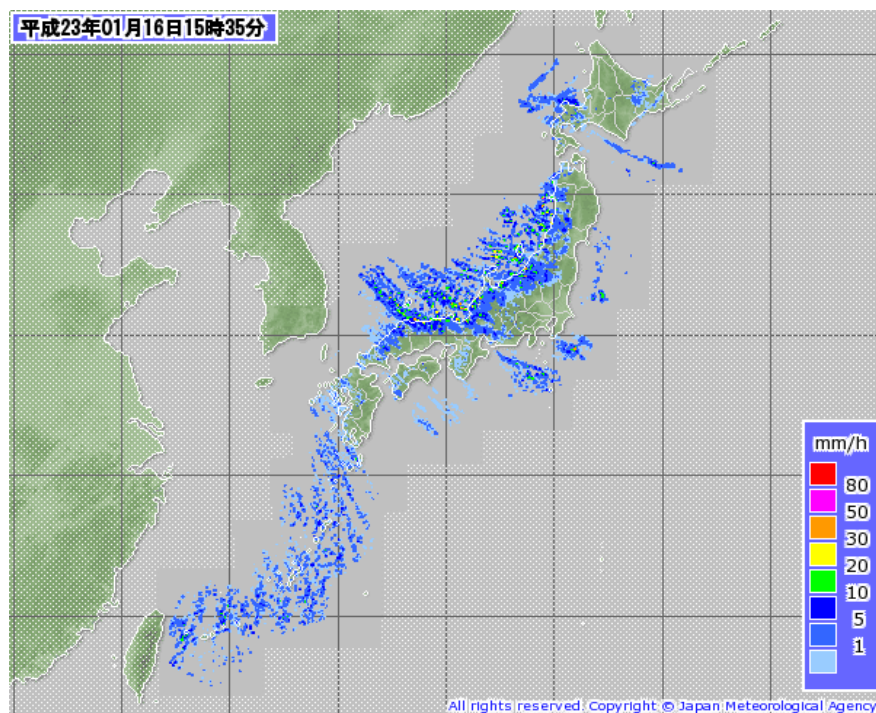 平成23年01月16日15時35分
mm/h
80
50
30
20
10
5
1
All rights reserved. Copyright © Japan Meteorological Agency